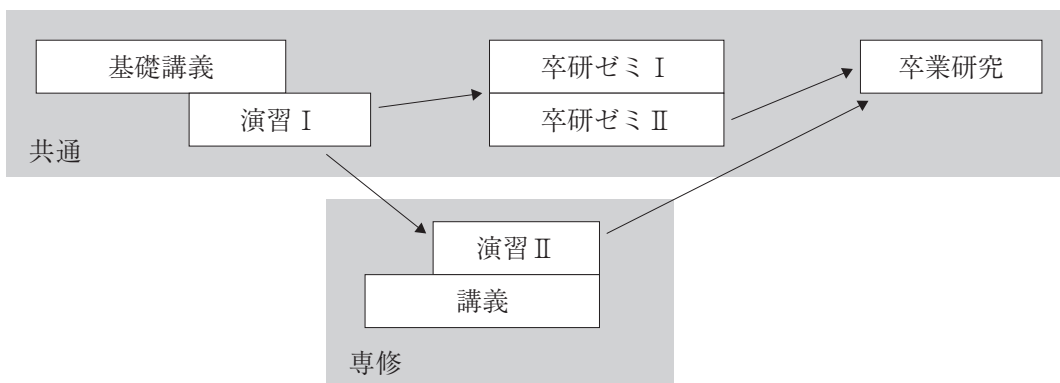 基礎講義
卒研ゼミⅠ
卒業研究
演習Ⅰ
卒研ゼミⅡ
共通
演習Ⅱ
講義
専修